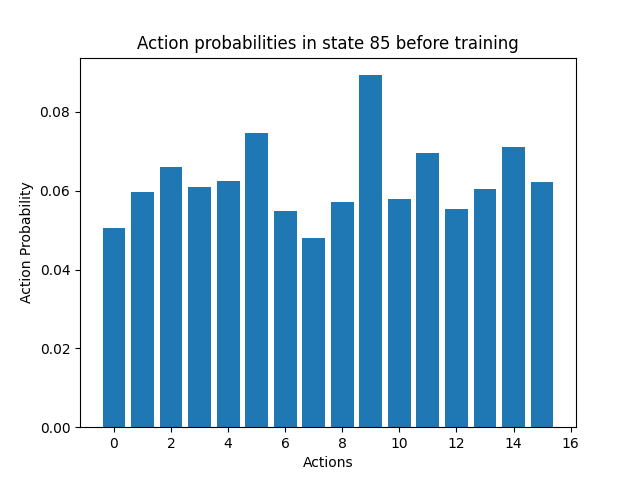 Action probabilities in state 85 before training
0.08
0.06
0.04
0.02
0.00
Action Probability
0 2 4 6 8 10 12 14 16
Actions